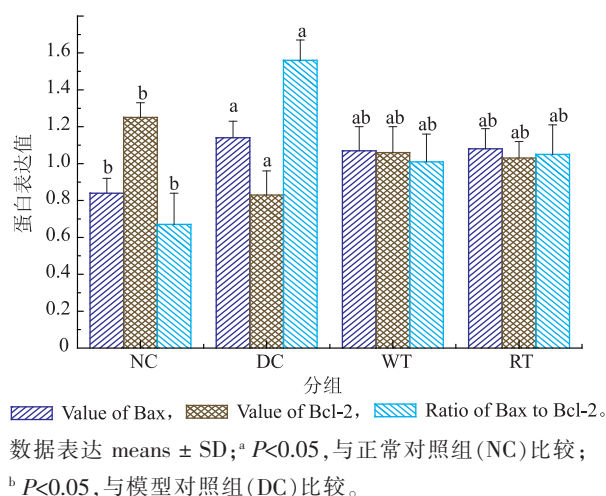 蛋白表达值
1.6
1.4
1.2
1.0
0.8
0.6
0.4
0.2
0
b
b
b
a
a
a
ab
ab
ab
ab
ab
ab
NC
DC
WT
RT
分组
Value of Bax, Value of Bcl-2, Ratio of Bax to Bcl-2。
数据表达 means ± SD;ᵃ P<0.05,与正常对照组(NC)比较;
ᵇ P<0.05,与模型对照组(DC)比较。